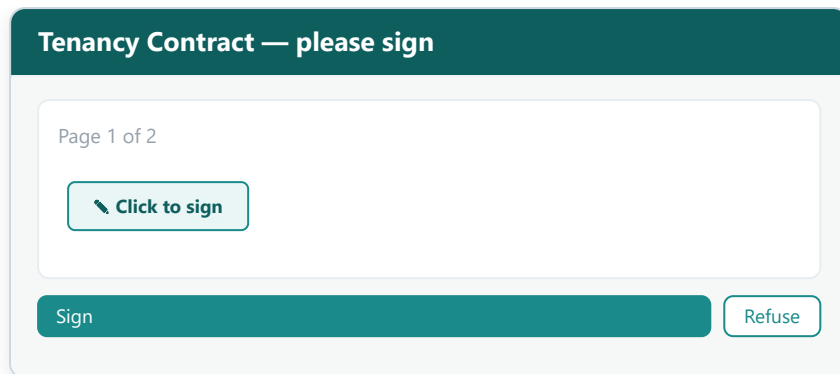 Tenancy Contract — please sign
Page 1 of 2
✎ Click to sign
Sign
Refuse